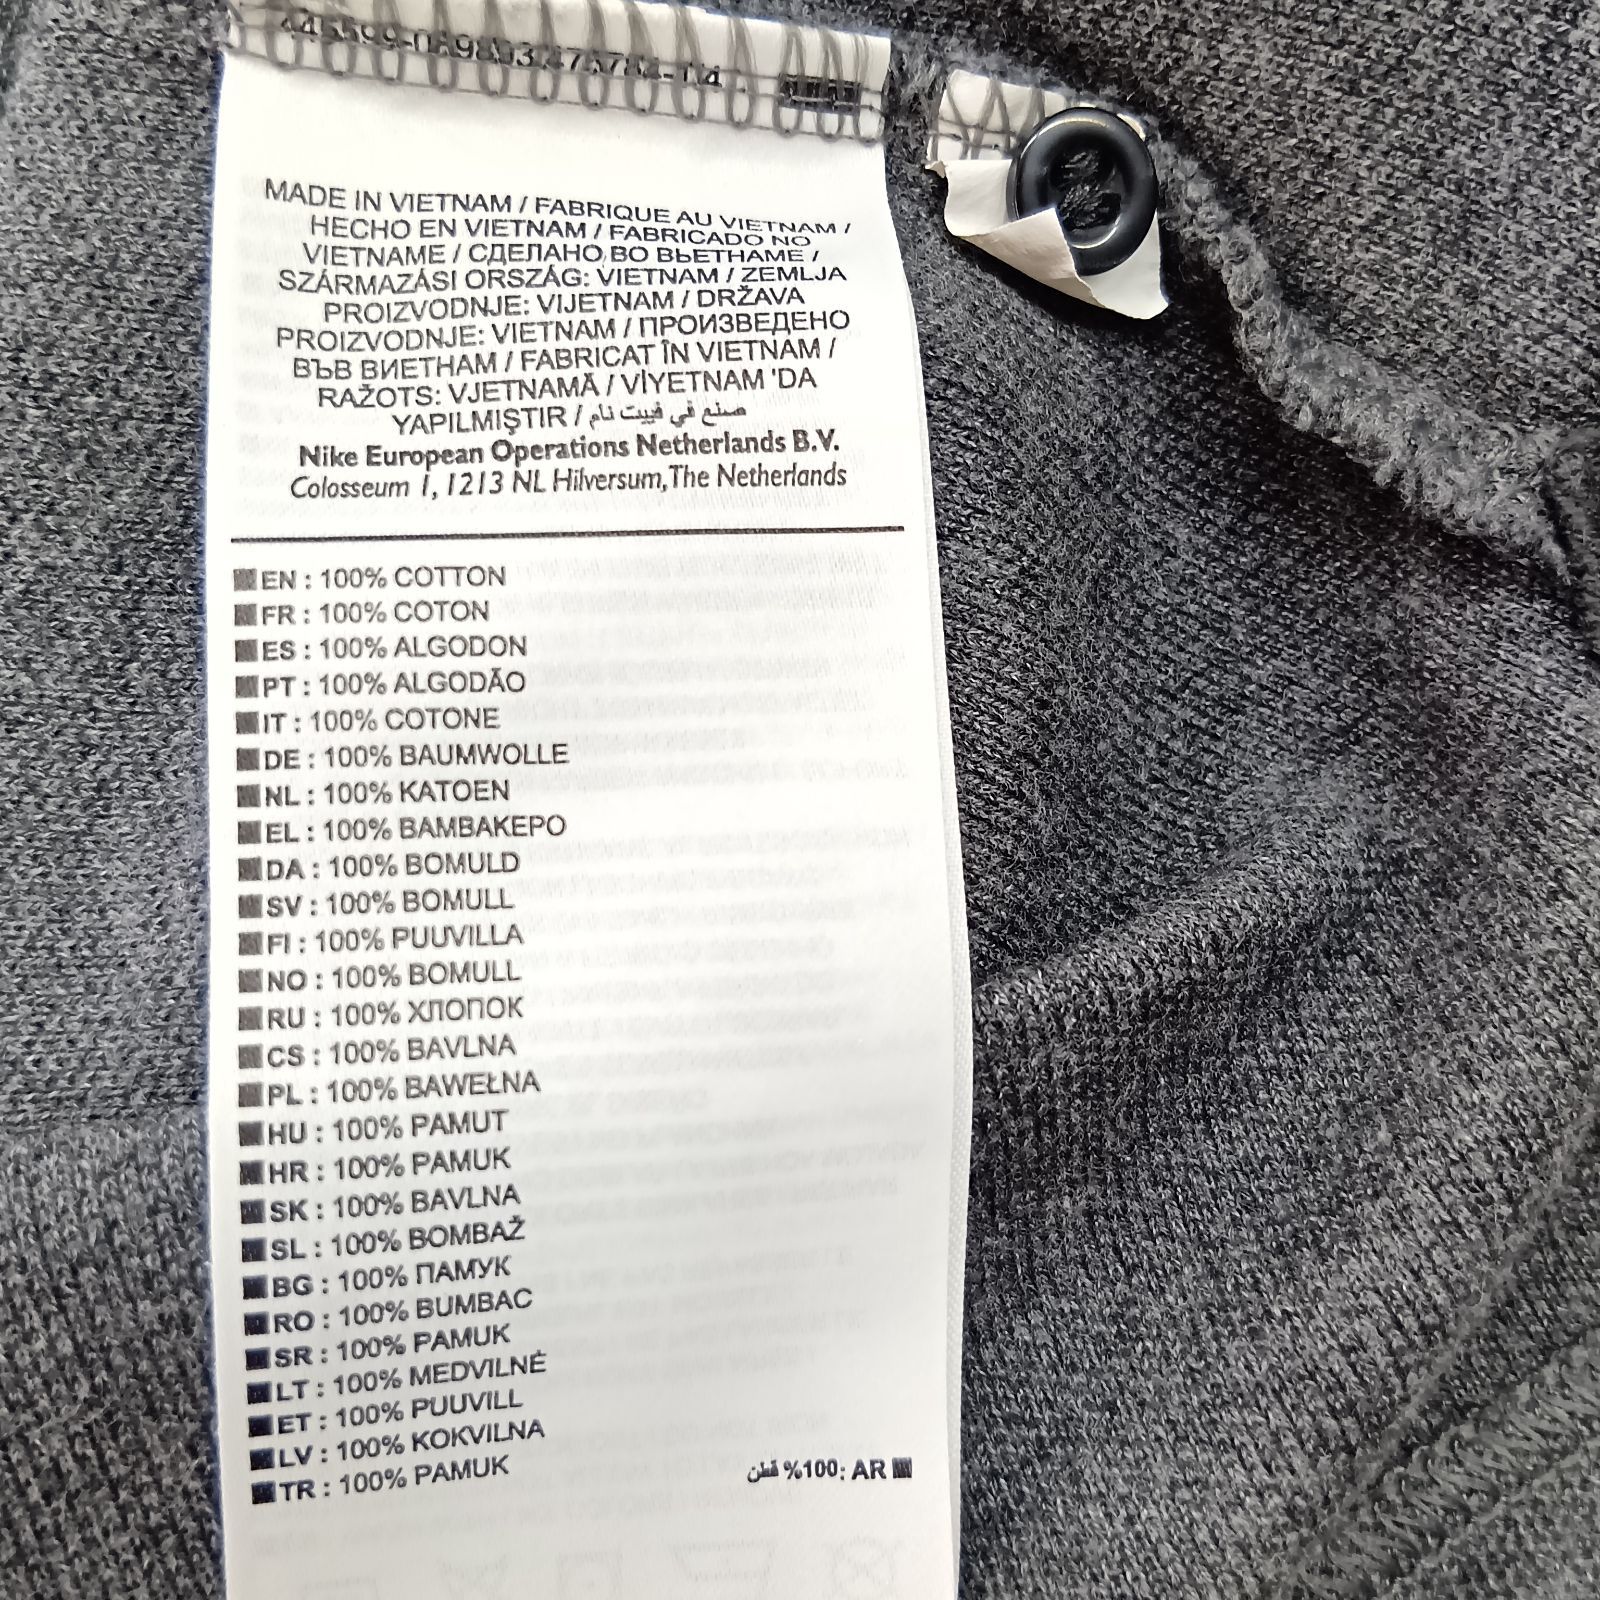 MADE IN VIETNAM / FABRIQUE AU VIETNAM /
HECHO EN VIETNAM / FABRICADO NO
VIETNAME / СДЕЛАНО ВО ВЬЕТНАМЕ /
SZÁRMAZÁSI ORSZÁG: VIETNAM / ZEMLJA
PROIZVODNJE: VIJETNAM / DRŽAVA
PROIZVODNJE: VIETNAM / ПРОИЗВЕДЕНО
ВЪВ ВИЕТНАМ / FABRICAT ÎN VIETNAM /
RAŽOTS: VJETNAMĀ / VİYETNAM 'DA
YAPILMIŞTIR / صنع في فييت نام
Nike European Operations Netherlands B.V.
Colosseum 1, 1213 NL Hilversum, The Netherlands
EN : 100% COTTON
FR : 100% COTON
ES : 100% ALGODON
PT : 100% ALGODÃO
IT : 100% COTONE
DE : 100% BAUMWOLLE
NL : 100% KATOEN
EL : 100% ΒΑΜΒΑΚΕΡΟ
DA : 100% BOMULD
SV : 100% BOMULL
FI : 100% PUUVILLA
NO : 100% BOMULL
RU : 100% ХЛОПОК
CS : 100% BAVLNA
PL : 100% BAWEŁNA
HU : 100% PAMUT
HR : 100% PAMUK
SK : 100% BAVLNA
SL : 100% BOMBAŽ
BG : 100% ПАМУК
RO : 100% BUMBAC
SR : 100% PAMUK
LT : 100% MEDVILNĖ
ET : 100% PUUVILL
LV : 100% KOKVILNA
TR : 100% PAMUK
AR :100% قطن